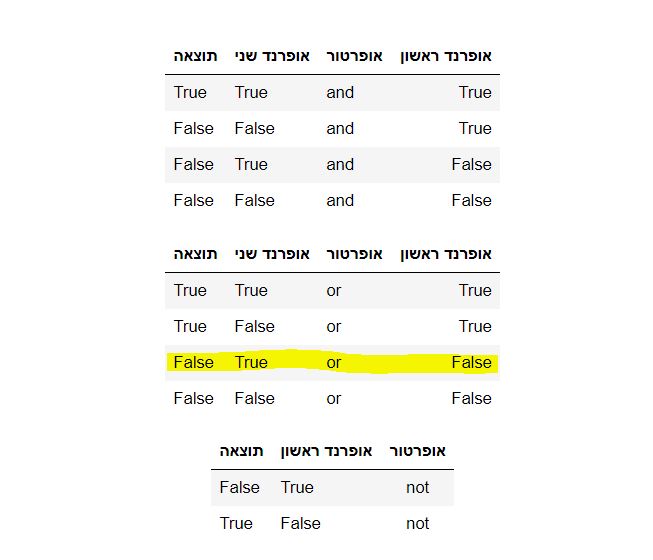 אופרנד ראשון אופרטור אופרנד שני תוצאה
True and True True
True and False False
False and True False
False and False False
אופרנד ראשון אופרטור אופרנד שני תוצאה
True or True True
True or False True
False or True False
False or False False
אופרטור אופרנד ראשון תוצאה
not True False
not False True